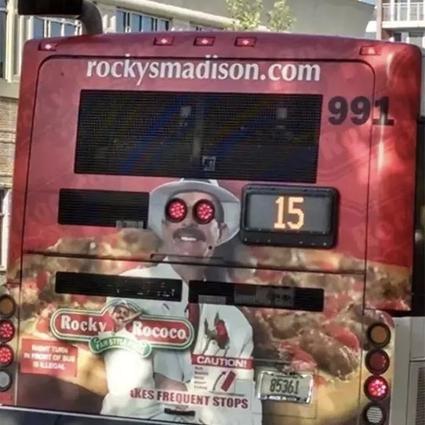 rockysmadison.com
991
15
Rocky Rococo
PAN STYLE PIZZA
RIGHT TURN
IN FRONT OF BUS
IS ILLEGAL
CAUTION!
85361
KES FREQUENT STOPS